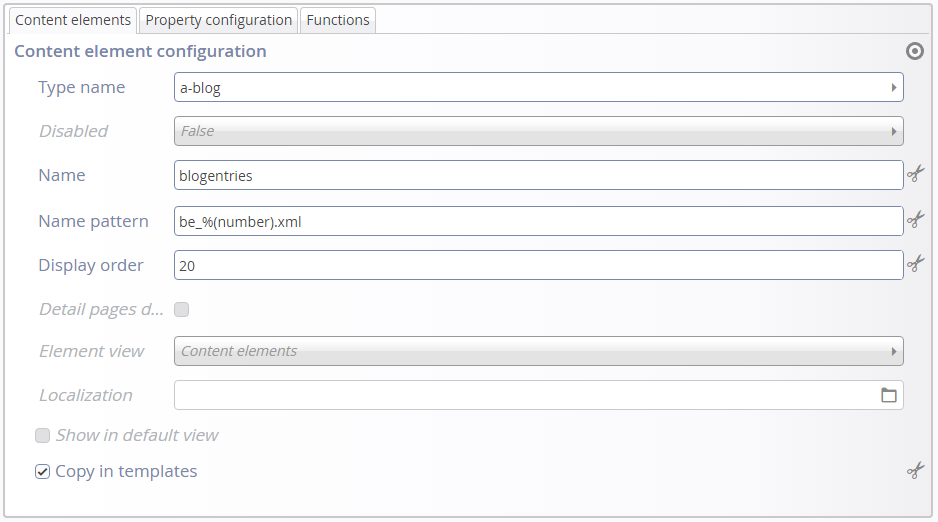 Content elements Property configuration Functions
Content element configuration
Type name a-blog
Disabled False
Name blogentries
Name pattern be_%(number).xml
Display order 20
Detail pages d...
Element view Content elements
Localization
Show in default view
Copy in templates